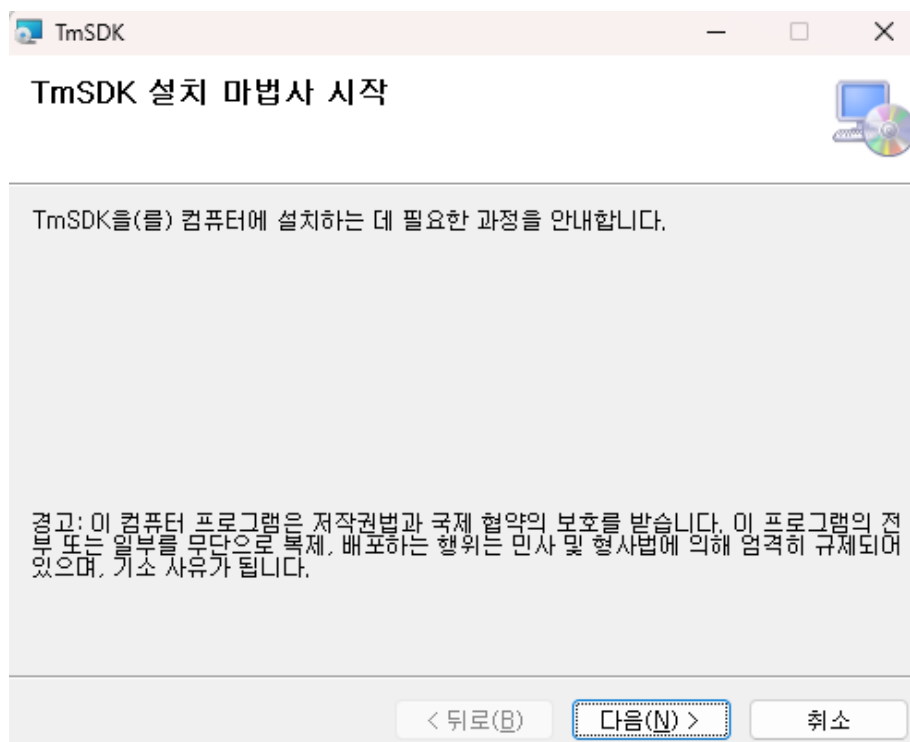 TmSDK
TmSDK 설치 마법사 시작
TmSDK을(를) 컴퓨터에 설치하는 데 필요한 과정을 안내합니다.
경고: 이 컴퓨터 프로그램은 저작권법과 국제 협약의 보호를 받습니다. 이 프로그램의 전
부 또는 일부를 무단으로 복제, 배포하는 행위는 민사 및 형사법에 의해 엄격히 규제되어
있으며, 기소 사유가 됩니다.
< 뒤로(B) 다음(N) > 취소